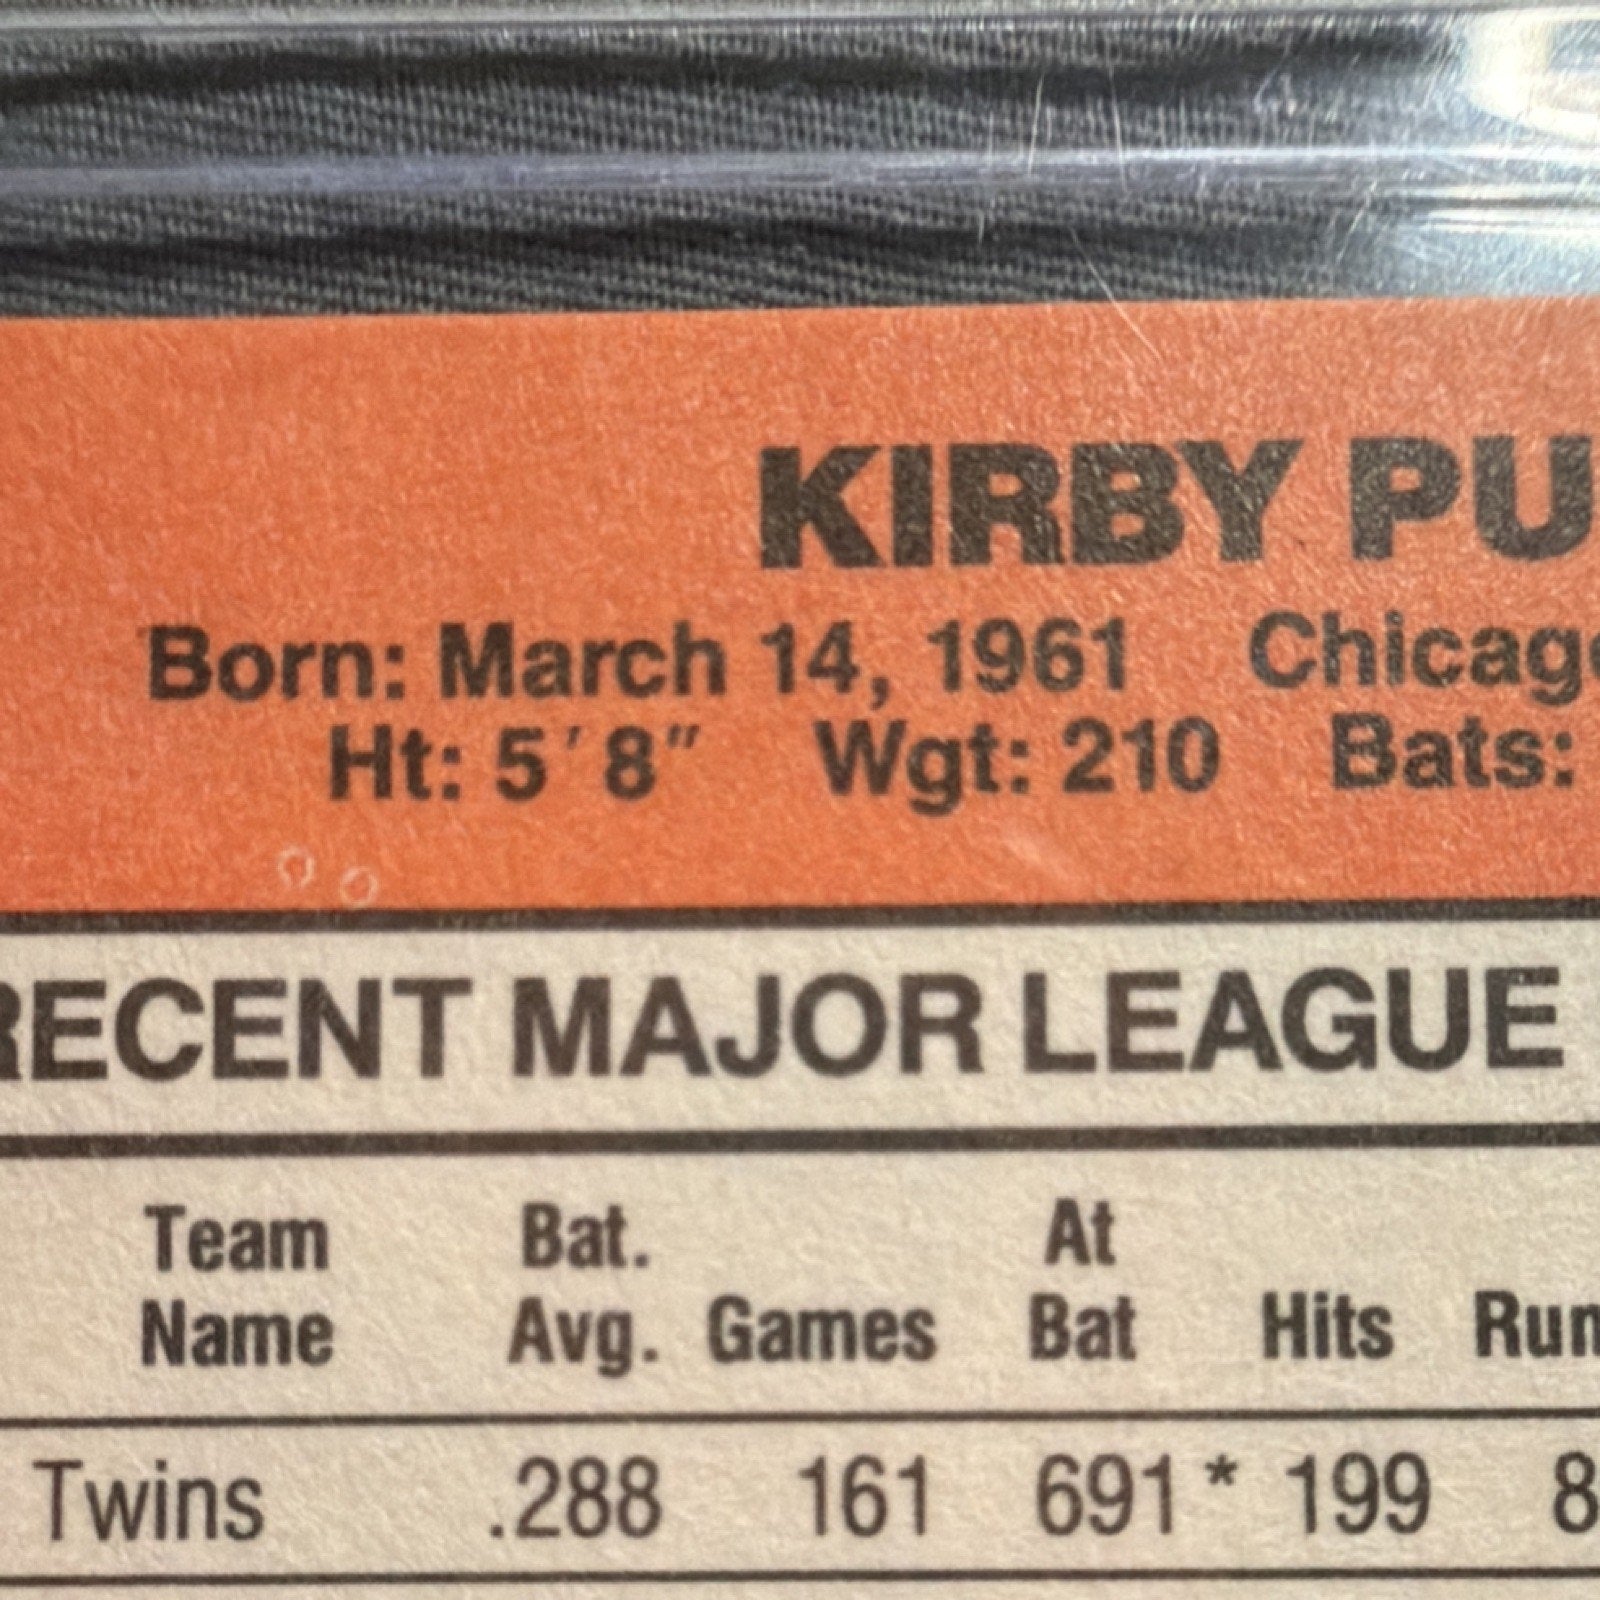 KIRBY PU
Born: March 14, 1961 Chicago
Ht: 5'8" Wgt: 210 Bats:
RECENT MAJOR LEAGUE
Team Bat. At
Name Avg. Games Bat Hits Run
Twins .288 161 691 * 199 8